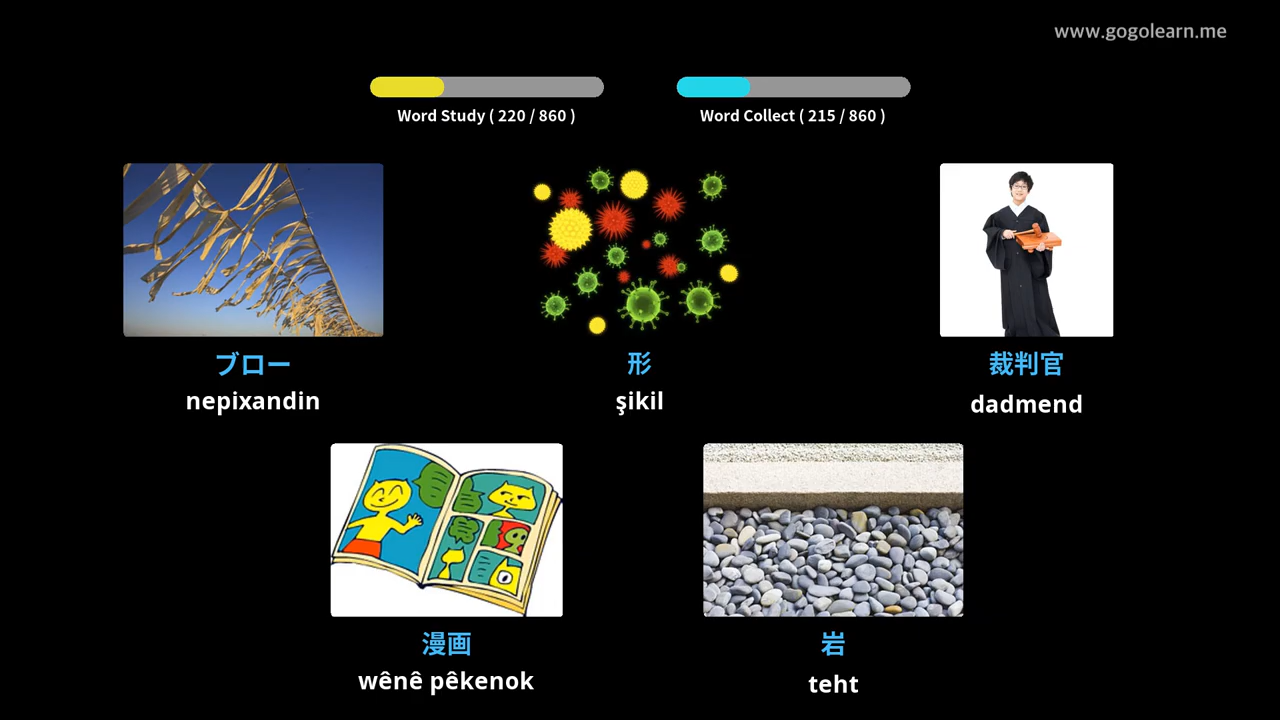 www.gogolearn.me
Word Study ( 220 / 860 )
Word Collect ( 215 / 860 )
ブロー
nepixandin
形
şikil
裁判官
dadmend
漫画
wênê pêkenok
岩
teht